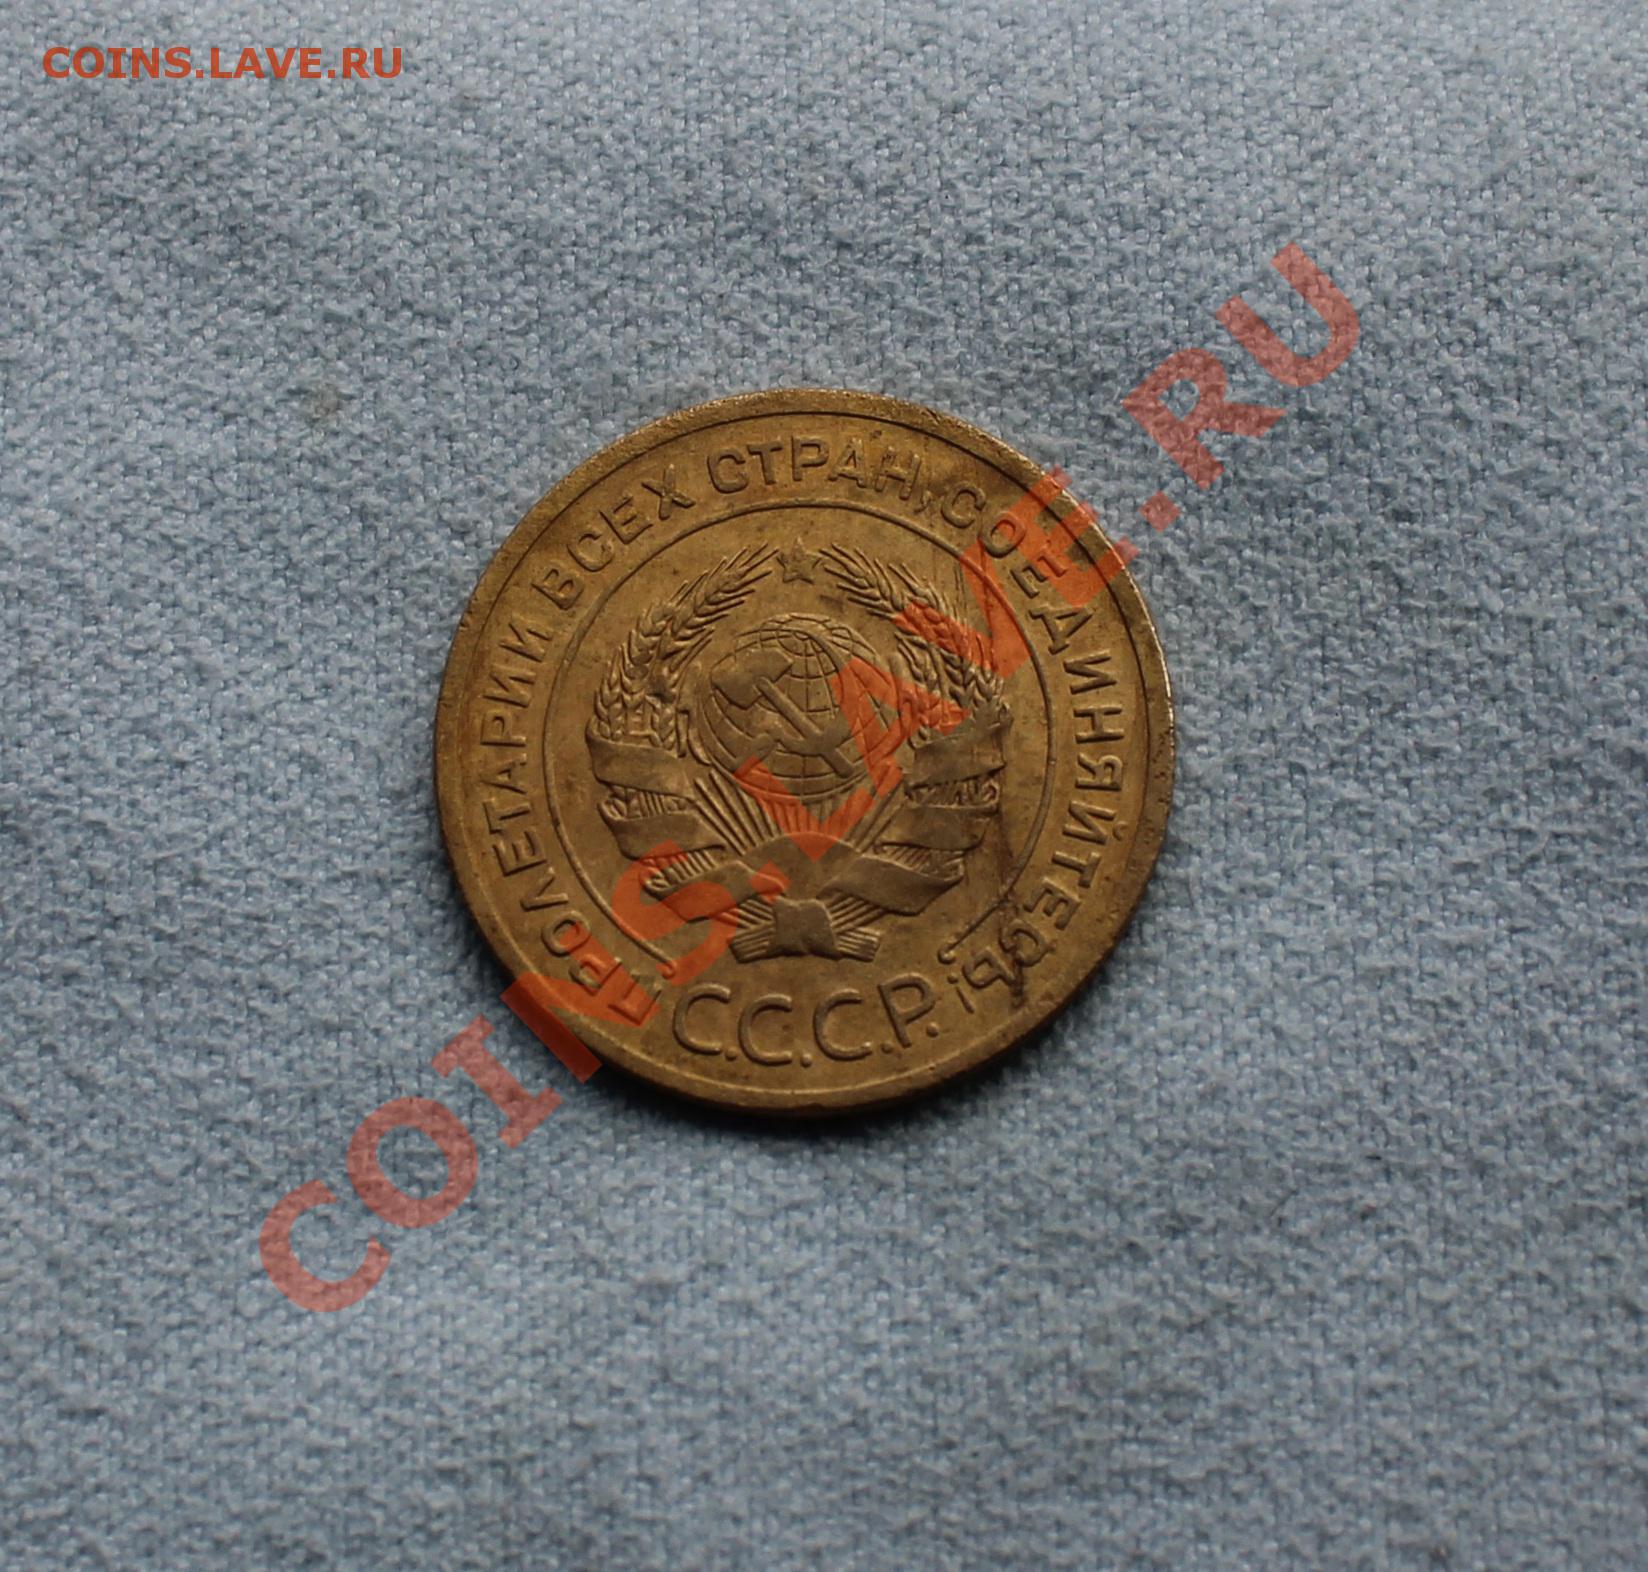 COINS.LAVE.RU
ПРОЛЕТАРИИ ВСЕХ СТРАН, СОЕДИНЯЙТЕСЬ!
С.С.С.Р.
COINS.LAVE.RU